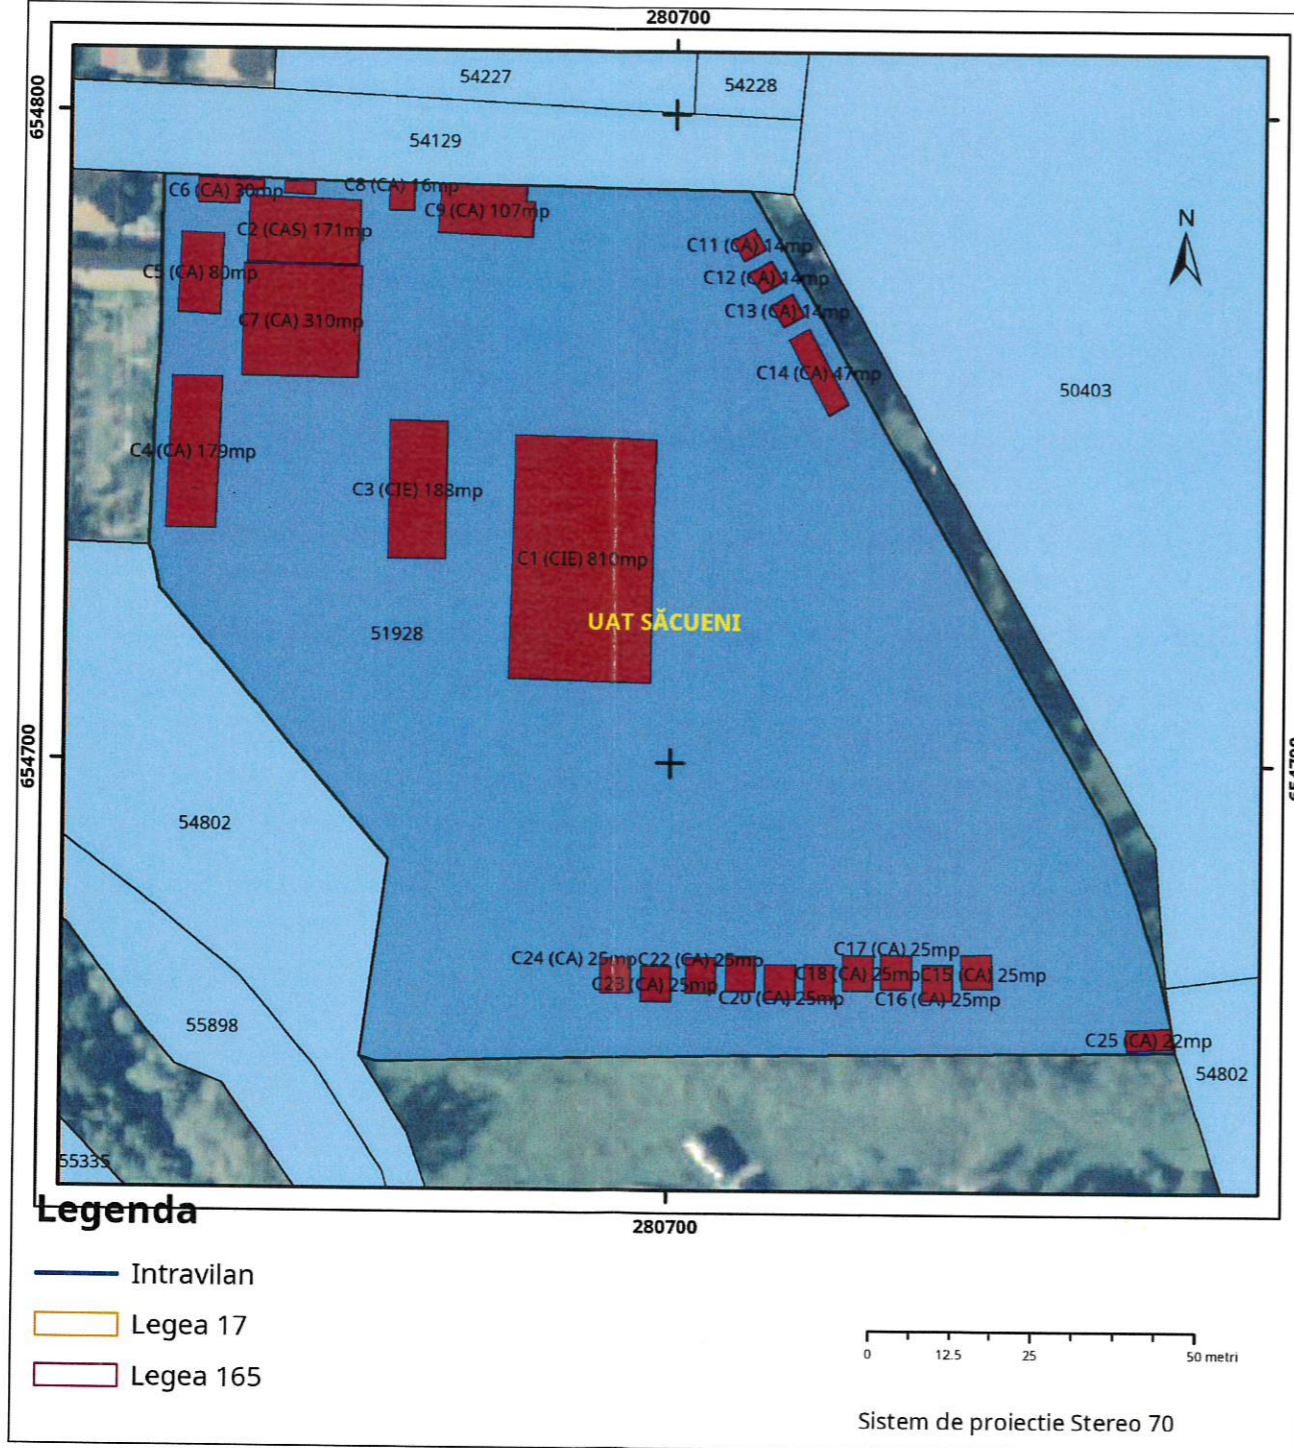 280700
654800
54227
54228
54129
C6 (CA) 30mp
C8 (CA) 16mp
C9 (CA) 107mp
C2 (CAS) 171mp
N
C11 (CA) 14mp
C5 (CA) 80mp
C12 (CA) 14mp
C13 (CA) 14mp
C7 (CA) 310mp
C14 (CA) 47mp
50403
C4 (CA) 179mp
C3 (CIE) 188mp
C1 (CIE) 810mp
UAT SĂCUENI
51928
654700
654700
54802
C17 (CA) 25mp
C24 (CA) 25mp
C22 (CA) 25mp
C18 (CA) 25mp
C15 (CA) 25mp
C23 (CA) 25mp
C20 (CA) 25mp
C16 (CA) 25mp
55898
C25 (CA) 22mp
54802
55335
280700
Legenda
Intravilan
Legea 17
Legea 165
0 12.5 25 50 metri
Sistem de proiectie Stereo 70